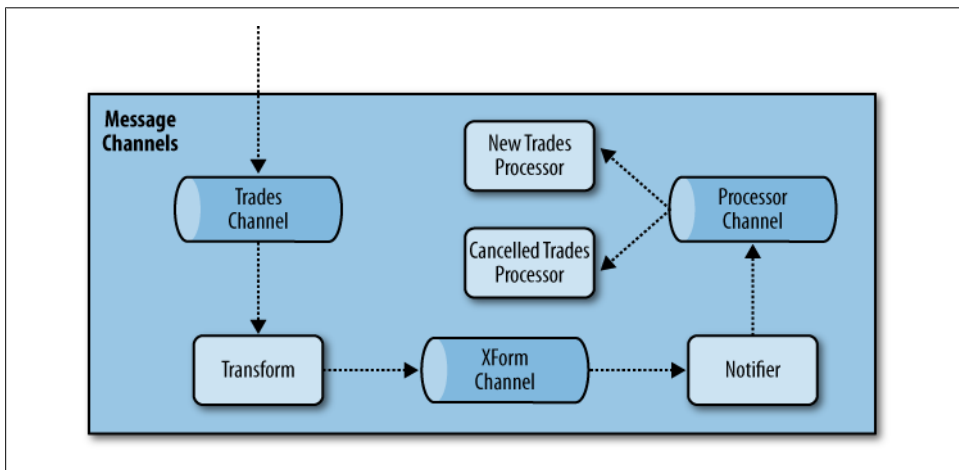 Message
Channels
Trades
Channel
New Trades
Processor
Processor
Channel
Cancelled Trades
Processor
Transform
XForm
Channel
Notifier